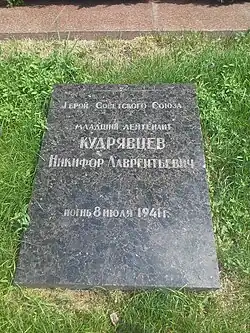 Герой Советского Союза
младший лейтенант
КУДРЯВЦЕВ
Никифор Лаврентьевич
погиб 8 июля 1941 г.